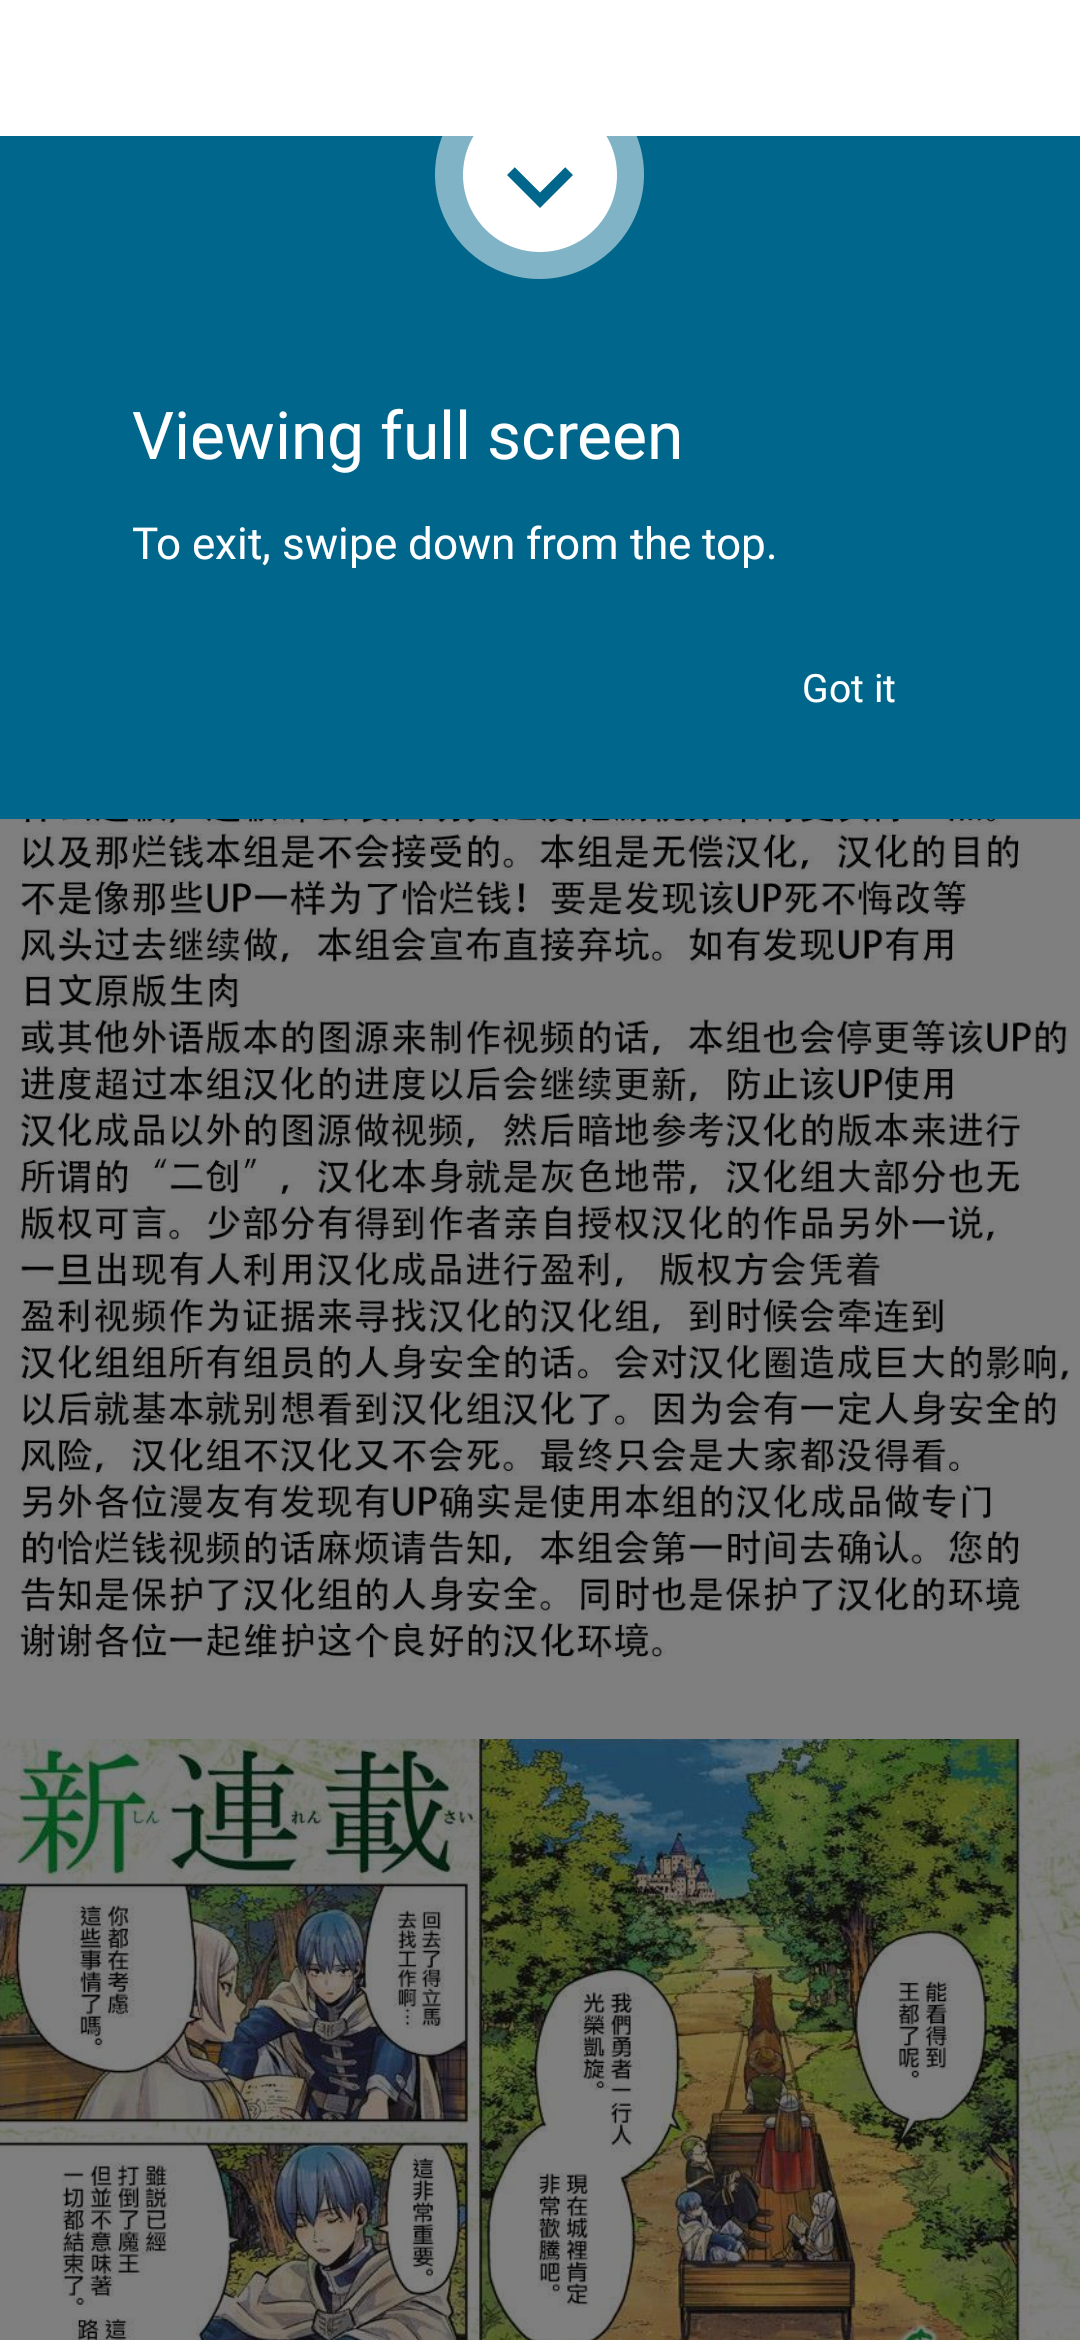 Viewing full screen
To exit, swipe down from the top.
Got it
以及那烂钱本组是不会接受的。本组是无偿汉化，汉化的目的
不是像那些UP一样为了恰烂钱！要是发现该UP死不悔改等
风头过去继续做，本组会宣布直接弃坑。如有发现UP有用
日文原版生肉
或其他外语版本的图源来制作视频的话，本组也会停更等该UP的
进度超过本组汉化的进度以后会继续更新，防止该UP使用
汉化成品以外的图源做视频，然后暗地参考汉化的版本来进行
所谓的“二创”，汉化本身就是灰色地带，汉化组大部分也无
版权可言。少部分有得到作者亲自授权汉化的作品另外一说，
一旦出现有人利用汉化成品进行盈利， 版权方会凭着
盈利视频作为证据来寻找汉化的汉化组，到时候会牵连到
汉化组组所有组员的人身安全的话。会对汉化圈造成巨大的影响,
以后就基本就别想看到汉化组汉化了。因为会有一定人身安全的
风险，汉化组不汉化又不会死。最终只会是大家都没得看。
另外各位漫友有发现有UP确实是使用本组的汉化成品做专门
的恰烂钱视频的话麻烦请告知，本组会第一时间去确认。您的
告知是保护了汉化组的人身安全。同时也是保护了汉化的环境
谢谢各位一起维护这个良好的汉化环境。
新しん連れん載さい
能看得到
王都了呢。
我們勇者一行人
光榮凱旋。
現在城裡肯定
非常歡騰吧。
回去了得立馬
去找工作啊…
你都在考慮
這些事情了嗎。
這非常重要。
雖説已經
打倒了魔王
但並不意味著
一切都結束了。
這
路